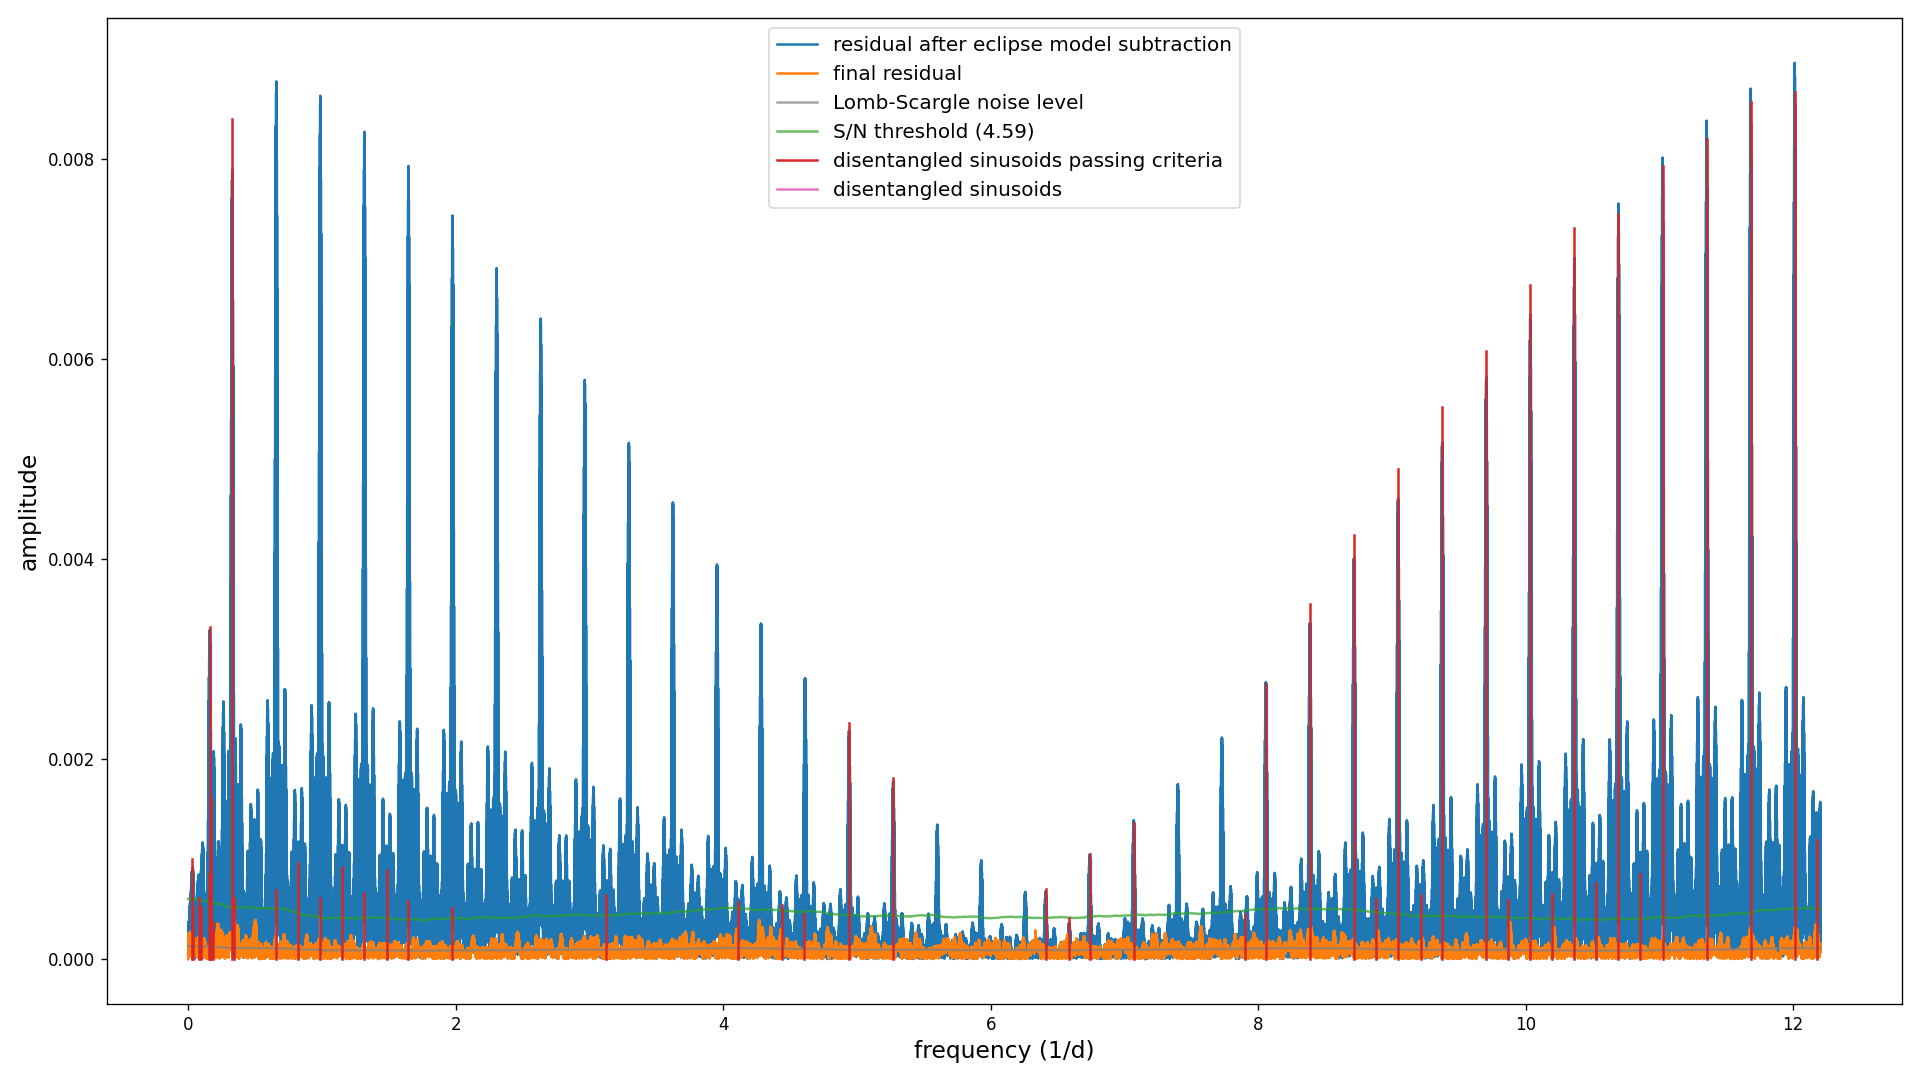 residual after eclipse model subtraction
final residual
Lomb-Scargle noise level
S/N threshold (4.59)
disentangled sinusoids passing criteria
disentangled sinusoids
amplitude
0.008
0.006
0.004
0.002
0.000
0 2 4 6 8 10 12
frequency (1/d)